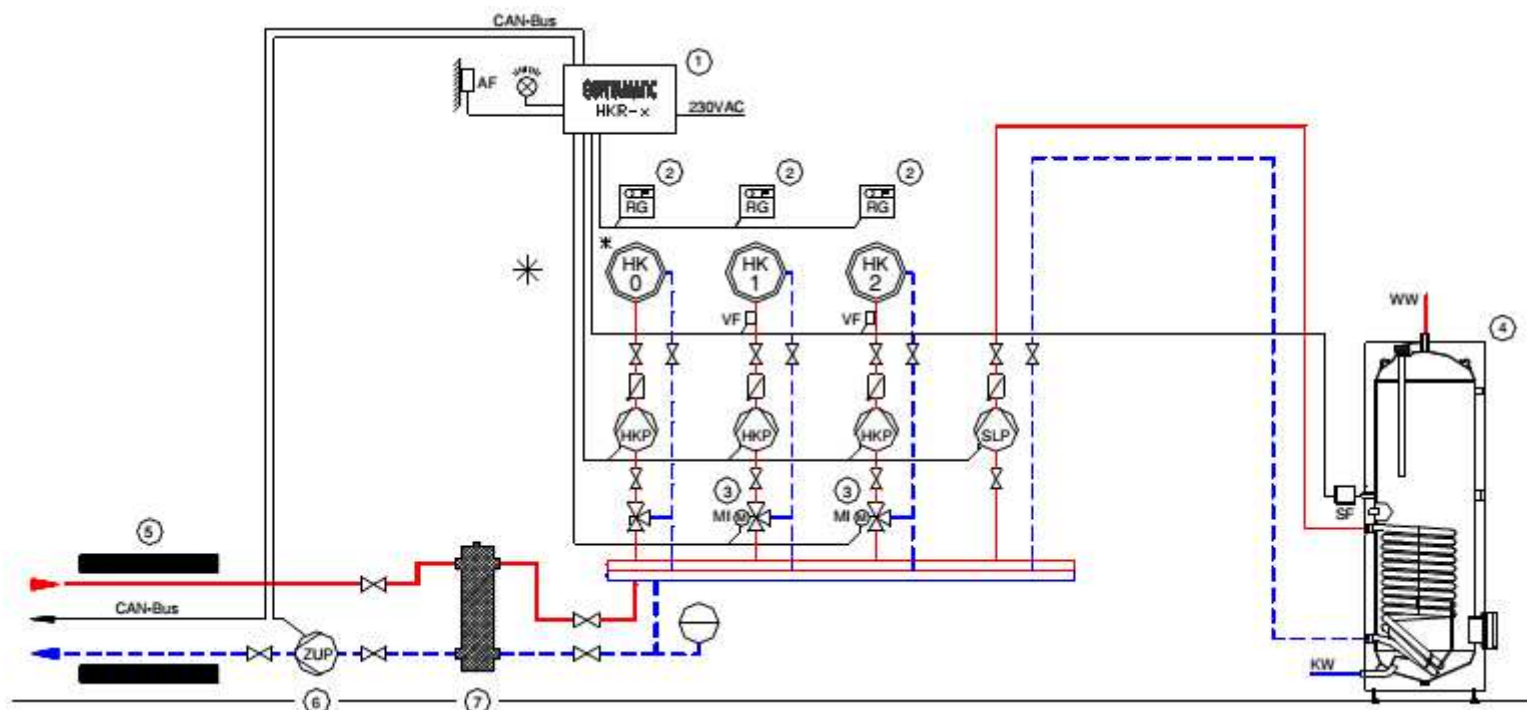 CAN-Bus
1
AF
HKR-x
230VAC
2
2
2
RG
RG
RG
HK
0
HK
1
HK
2
VF
VF
WW
4
HKP
HKP
HKP
SLP
3
3
MI
M
MI
M
SF
5
CAN-Bus
ZUP
KW
6
7